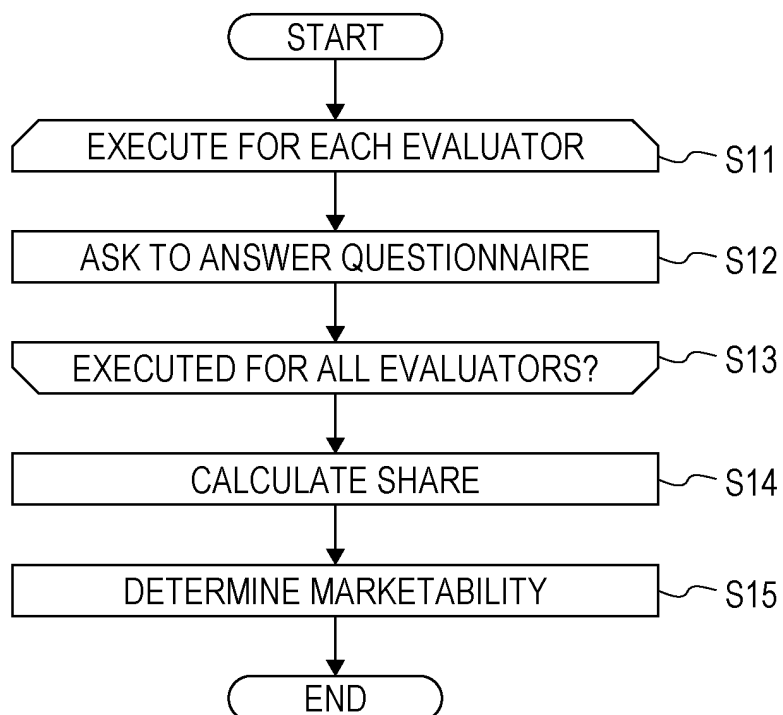 START
EXECUTE FOR EACH EVALUATOR
S11
ASK TO ANSWER QUESTIONNAIRE
S12
EXECUTED FOR ALL EVALUATORS?
S13
CALCULATE SHARE
S14
DETERMINE MARKETABILITY
S15
END